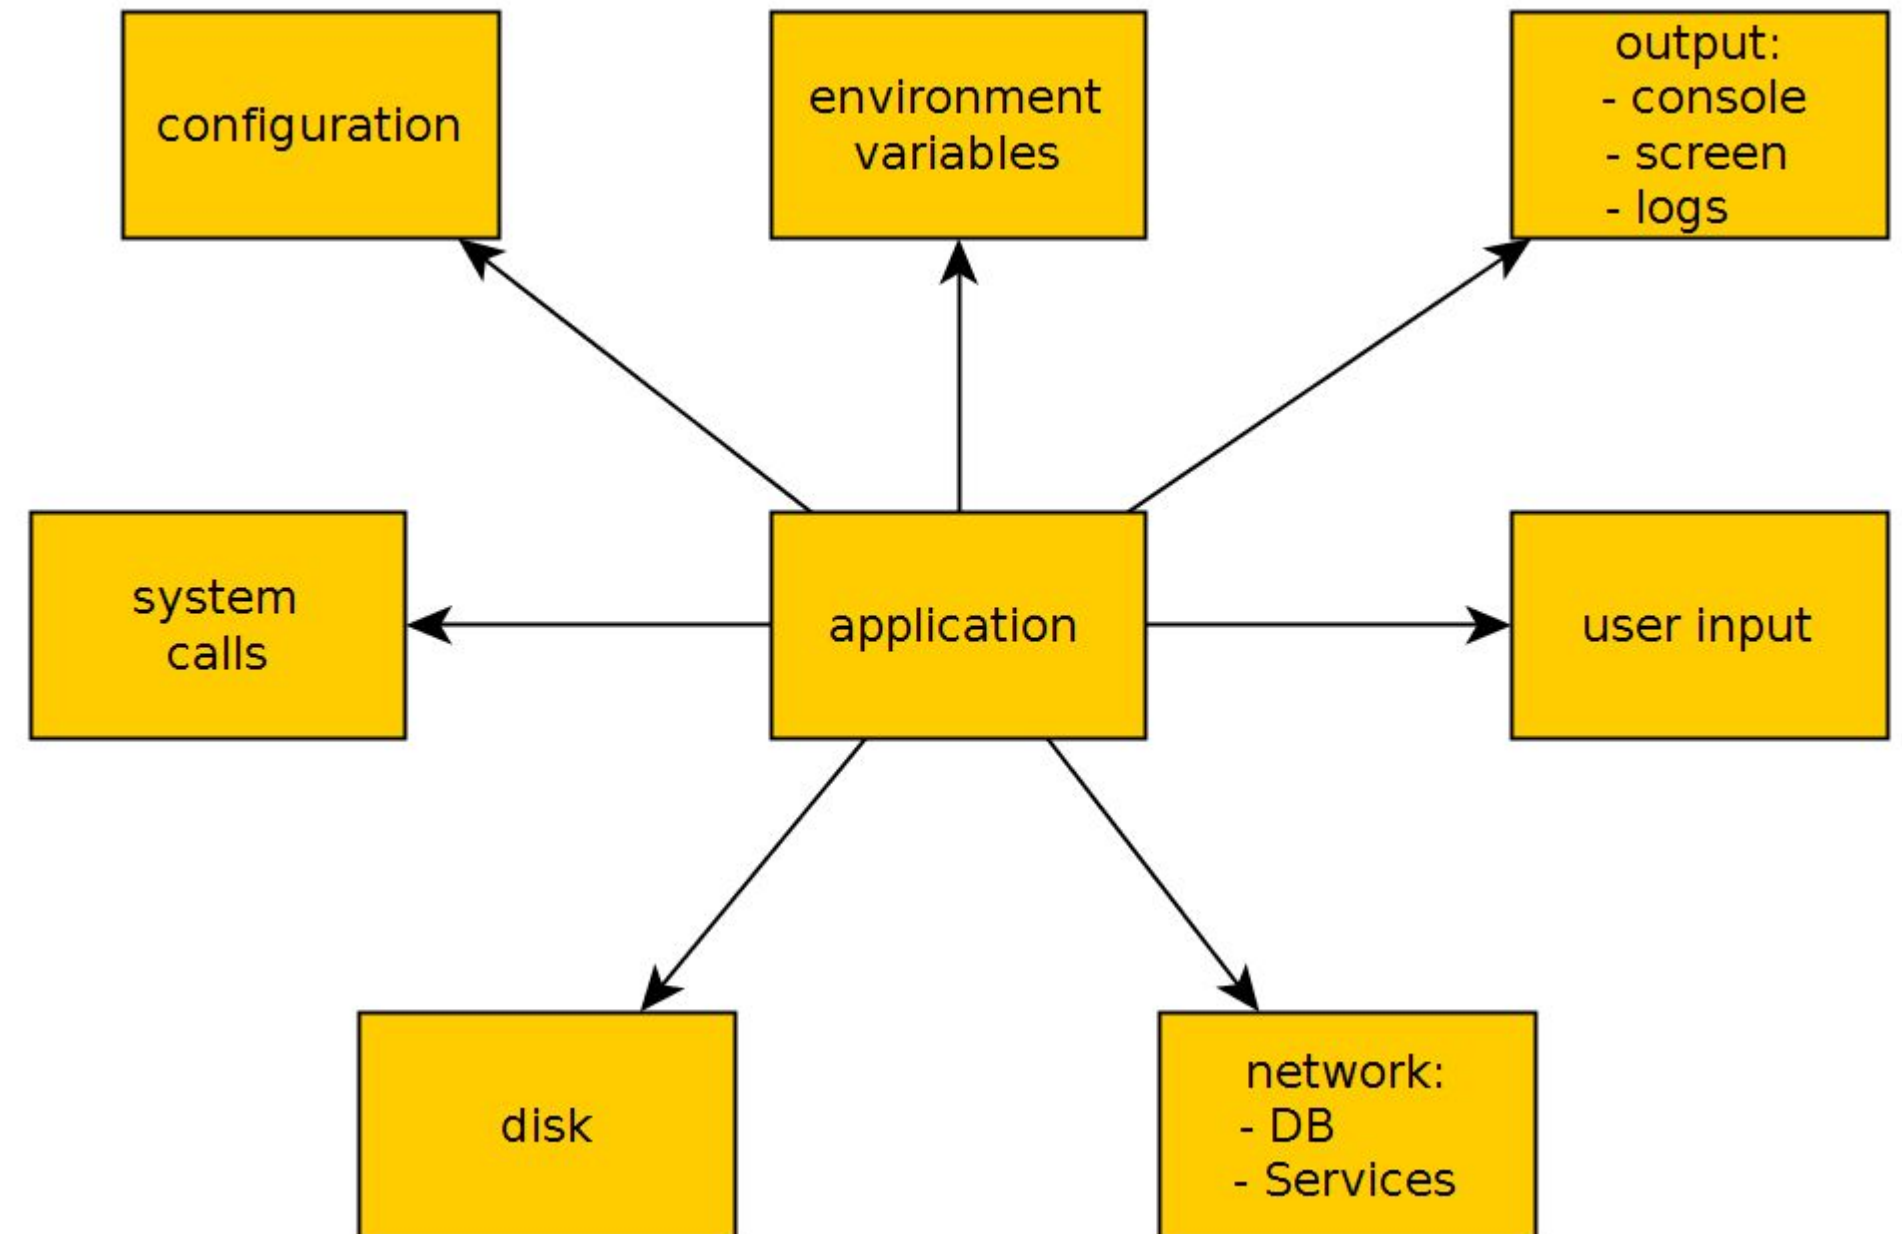 configuration
environment
variables
output:
- console
- screen
- logs
system
calls
application
user input
disk
network:
- DB
- Services